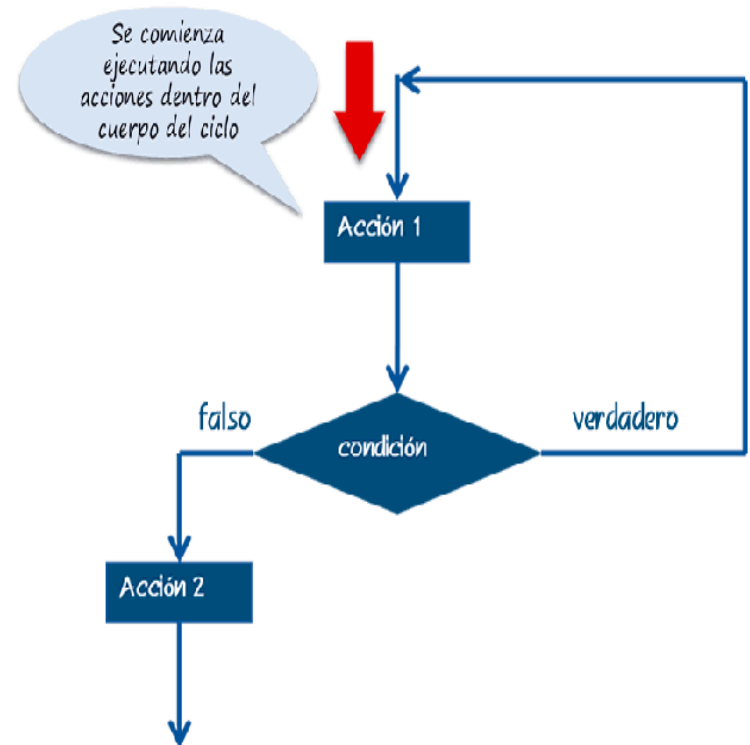 Se comienza
ejecutando las
acciones dentro del
cuerpo del ciclo
Acción 1
falso
condición
verdadero
Acción 2